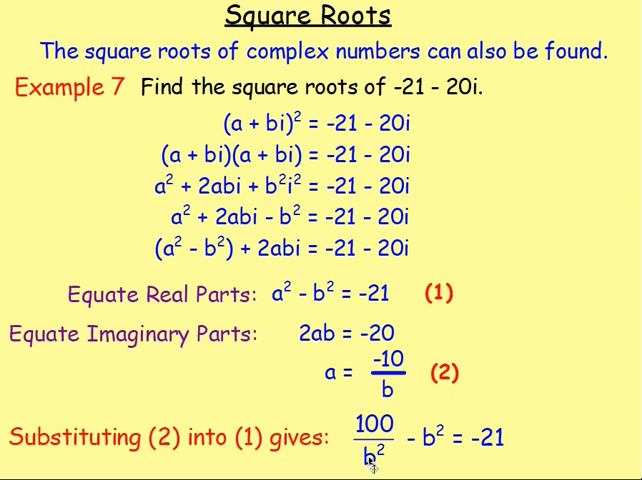 Square Roots
The square roots of complex numbers can also be found.
Example 7 Find the square roots of -21 - 20i.
(a + bi)² = -21 - 20i
(a + bi)(a + bi) = -21 - 20i
a² + 2abi + b²i² = -21 - 20i
a² + 2abi - b² = -21 - 20i
(a² - b²) + 2abi = -21 - 20i
Equate Real Parts: a² - b² = -21 (1)
Equate Imaginary Parts: 2ab = -20
a = -10/b (2)
Substituting (2) into (1) gives: 100/b² - b² = -21